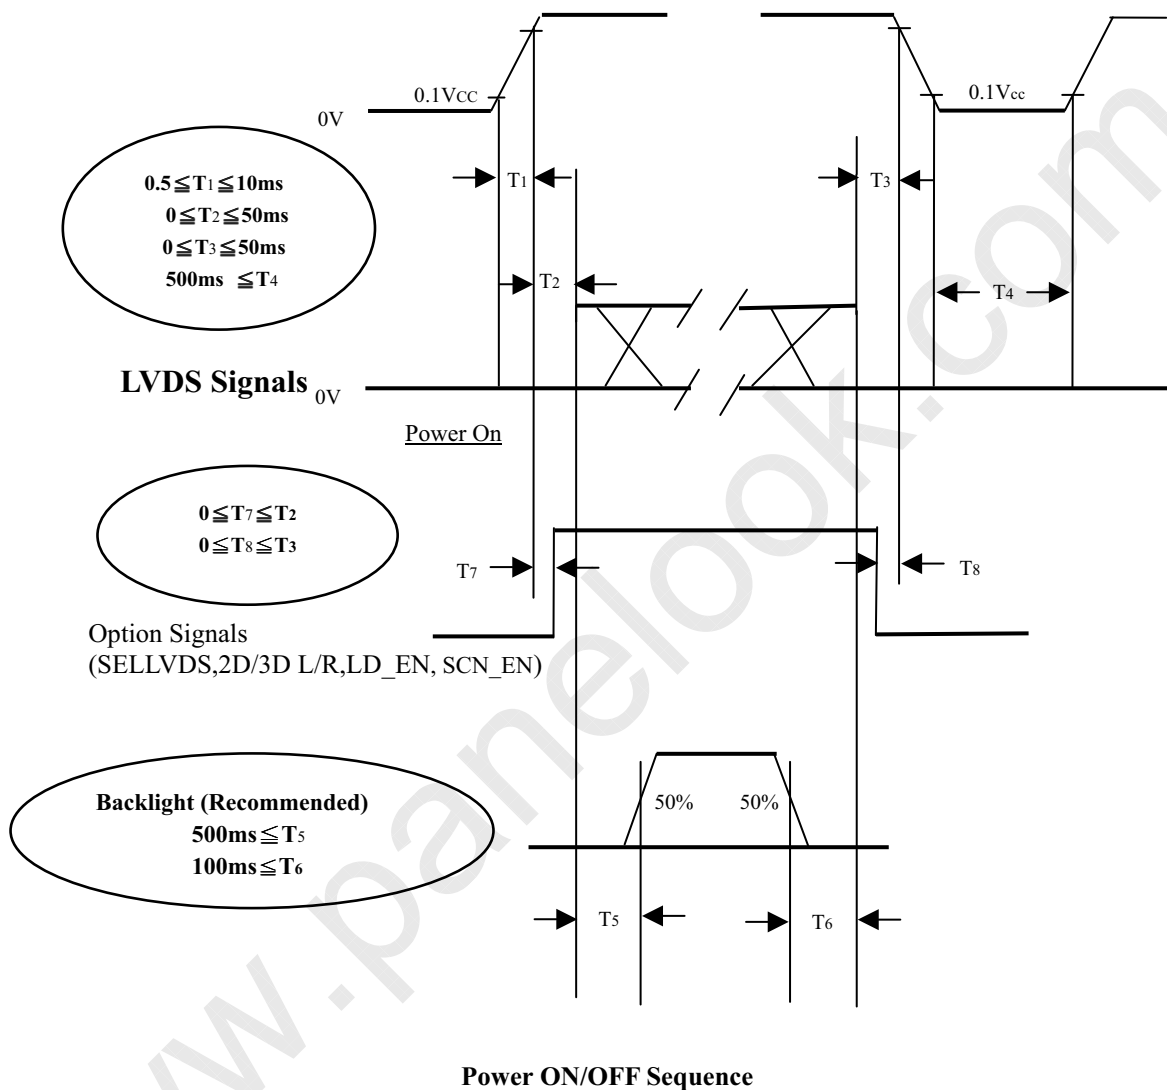 0.1VCC
0.1Vcc
0V
0.5≦T1≦10ms
0≦T2≦50ms
0≦T3≦50ms
500ms ≦T4
T1
T3
T2
T4
LVDS Signals
0V
Power On
0≦T7≦T2
0≦T8≦T3
T7
T8
Option Signals
(SELLVDS,2D/3D L/R,LD_EN, SCN_EN)
Backlight (Recommended)
500ms≦T5
100ms≦T6
50%
50%
T5
T6
Power ON/OFF Sequence
w.panelook.com